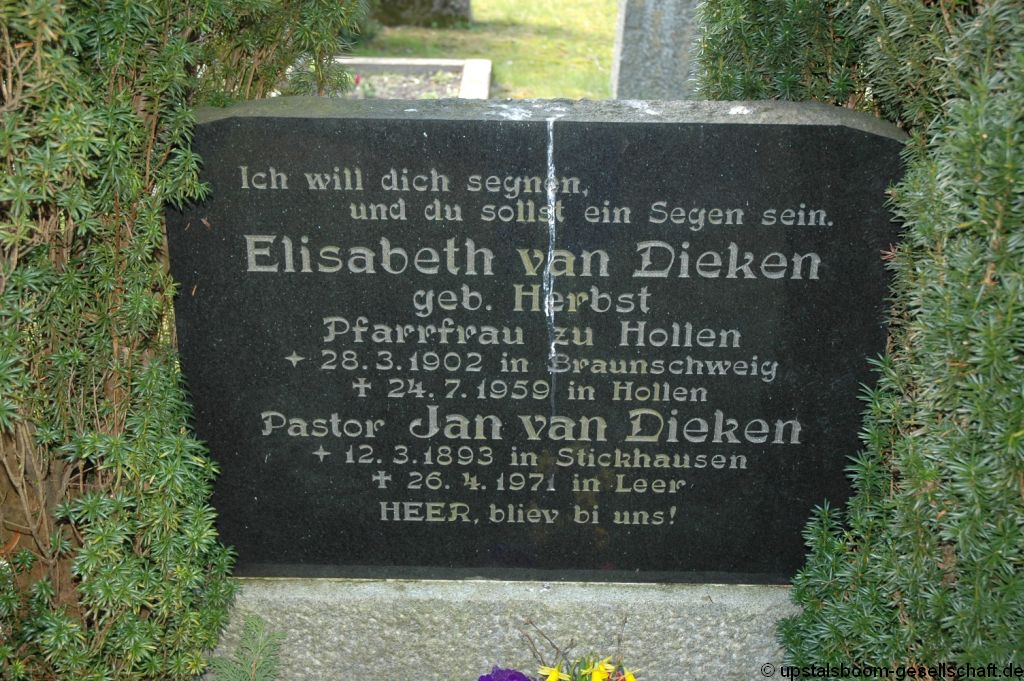 Ich will dich segnen,
und du sollst ein Segen sein.
Elisabeth van Dieken
geb. Herbst
Pfarrfrau zu Hollen
✦ 28.3.1902 in Braunschweig
✝ 24.7.1959 in Hollen
Pastor Jan van Dieken
✦ 12.3.1893 in Stickhausen
✝ 26.4.1971 in Leer
HEER, bliev bi uns!
© upstalsboom-gesellschaft.de